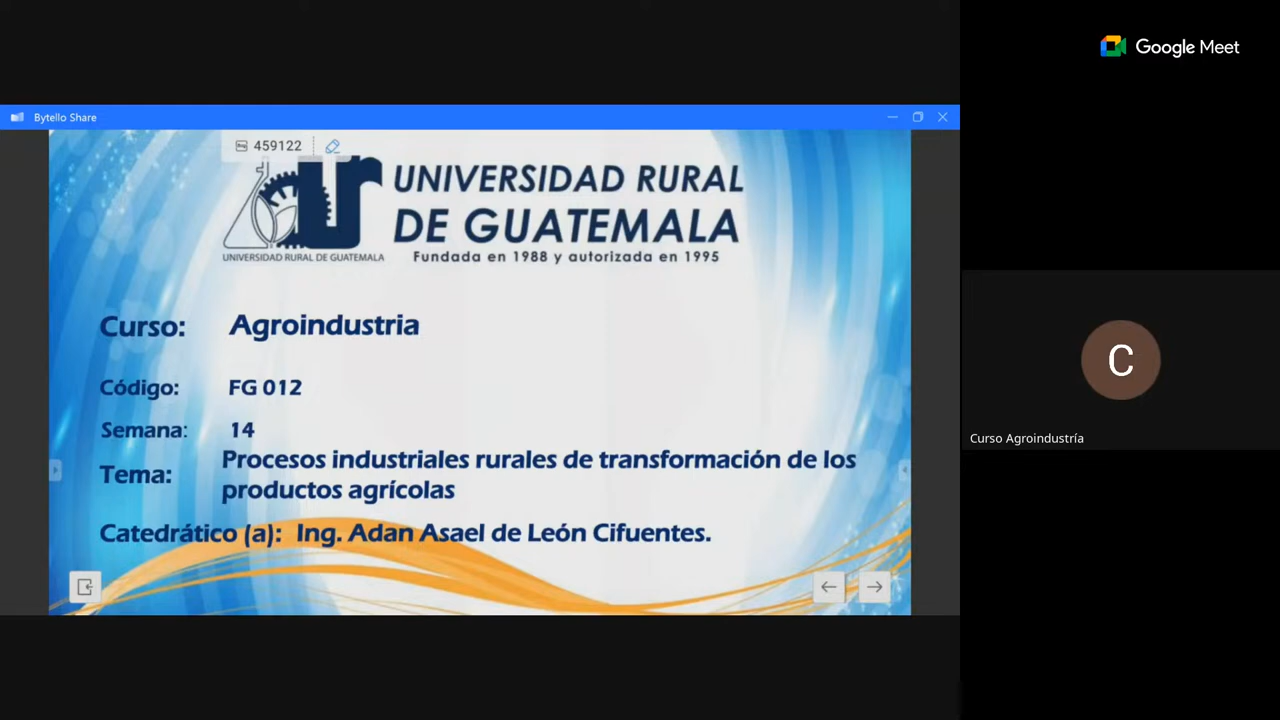 Google Meet
Bytello Share
459122
UNIVERSIDAD RURAL
DE GUATEMALA
UNIVERSIDAD RURAL DE GUATEMALA
Fundada en 1988 y autorizada en 1995
Curso: Agroindustria
Código: FG 012
Semana: 14
Tema: Procesos industriales rurales de transformación de los
productos agrícolas
Catedrático (a): Ing. Adan Asael de León Cifuentes.
C
Curso Agroindustría